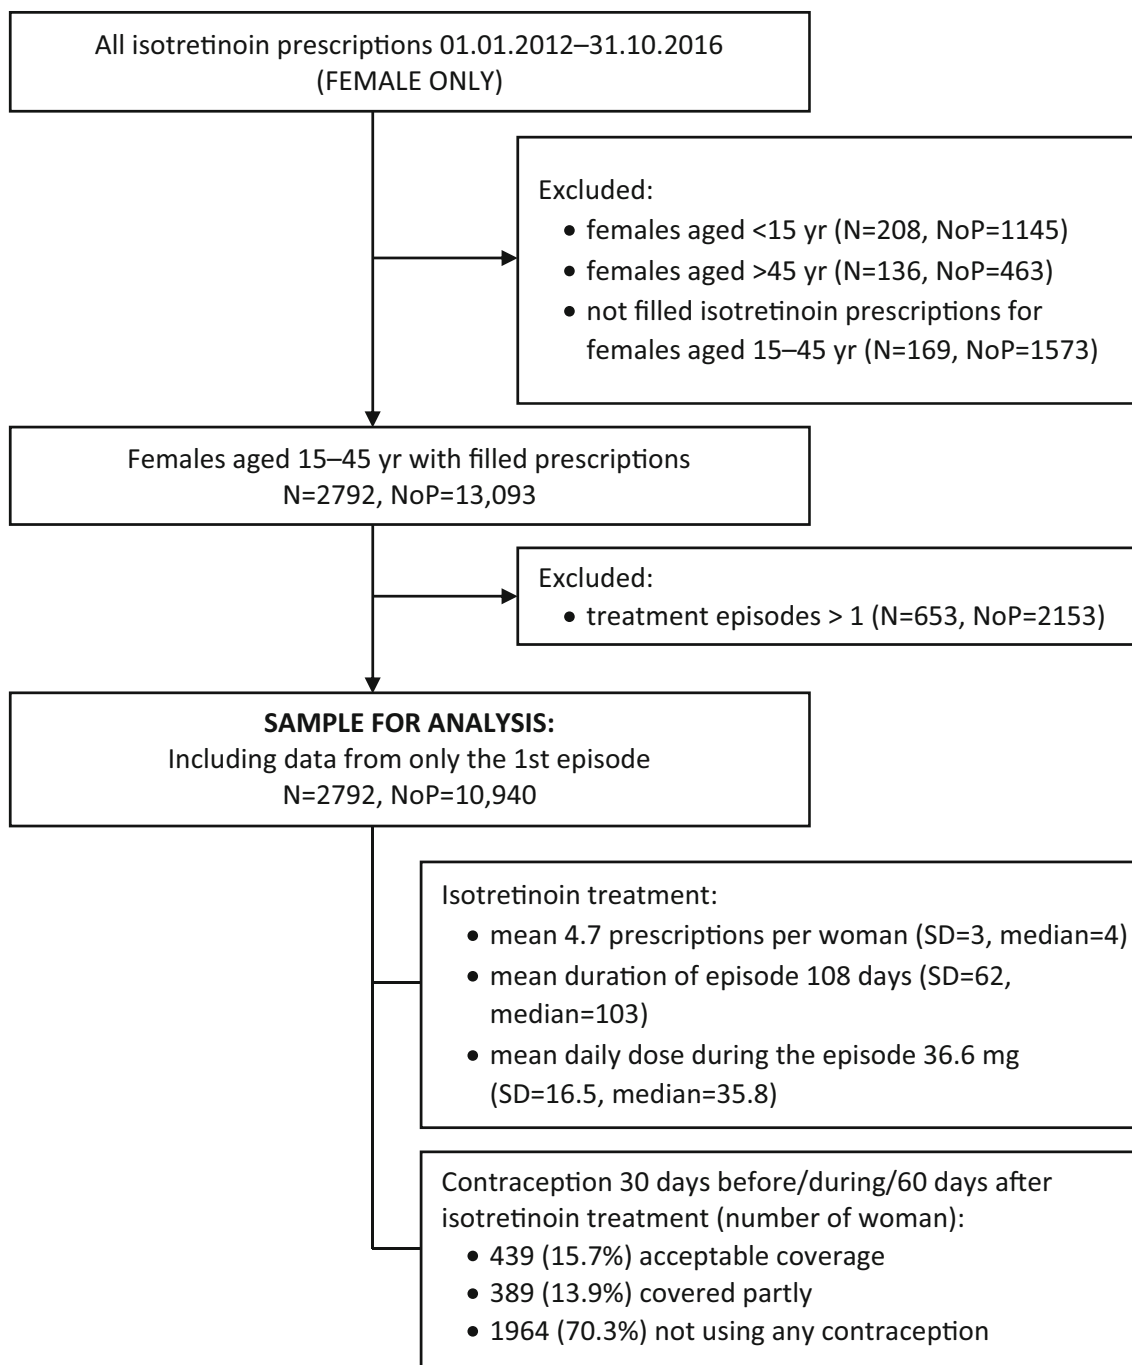 All isotretinoin prescriptions 01.01.2012–31.10.2016
(FEMALE ONLY)
Excluded:
• females aged <15 yr (N=208, NoP=1145)
• females aged >45 yr (N=136, NoP=463)
• not filled isotretinoin prescriptions for
females aged 15–45 yr (N=169, NoP=1573)
Females aged 15–45 yr with filled prescriptions
N=2792, NoP=13,093
Excluded:
• treatment episodes > 1 (N=653, NoP=2153)
SAMPLE FOR ANALYSIS:
Including data from only the 1st episode
N=2792, NoP=10,940
Isotretinoin treatment:
• mean 4.7 prescriptions per woman (SD=3, median=4)
• mean duration of episode 108 days (SD=62,
median=103)
• mean daily dose during the episode 36.6 mg
(SD=16.5, median=35.8)
Contraception 30 days before/during/60 days after
isotretinoin treatment (number of woman):
• 439 (15.7%) acceptable coverage
• 389 (13.9%) covered partly
• 1964 (70.3%) not using any contraception